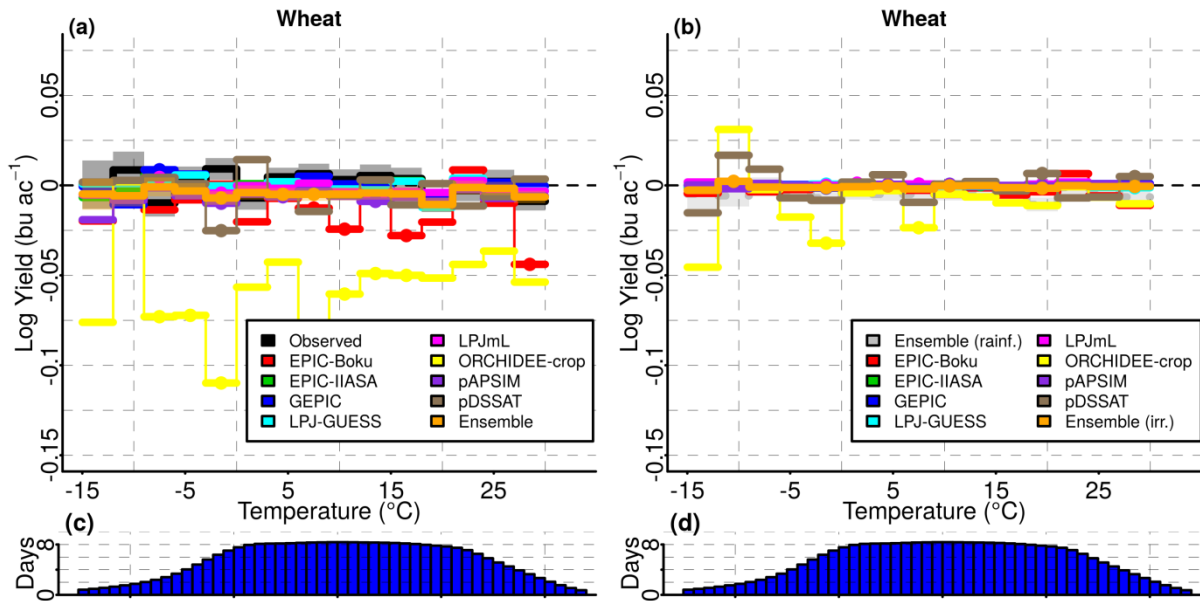 (a)
Wheat
Log Yield (bu ac⁻¹)
0.05
0
-0.05
-0.1
-0.15
Observed
EPIC-Boku
EPIC-IIASA
GEPIC
LPJ-GUESS
LPJmL
ORCHIDEE-crop
pAPSIM
pDSSAT
Ensemble
-15
-5
5
15
25
Temperature (°C)
(b)
Wheat
Log Yield (bu ac⁻¹)
0.05
0
-0.05
-0.1
-0.15
Ensemble (rainf.)
EPIC-Boku
EPIC-IIASA
GEPIC
LPJ-GUESS
LPJmL
ORCHIDEE-crop
pAPSIM
pDSSAT
Ensemble (irr.)
-15
-5
5
15
25
Temperature (°C)
(c)
Days
8
(d)
Days
8